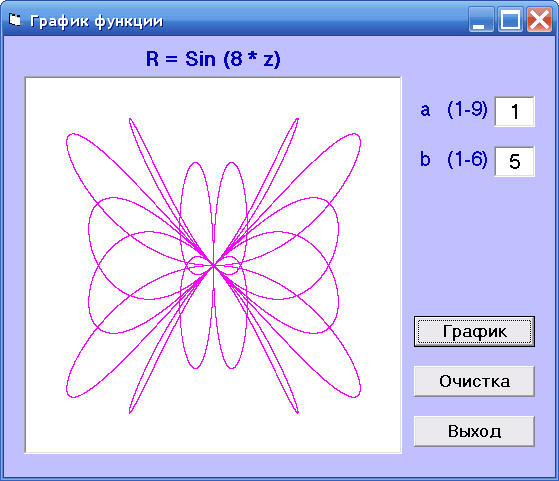 График функции
R = Sin (8 * z)
a (1-9) 1
b (1-6) 5
График
Очистка
Выход